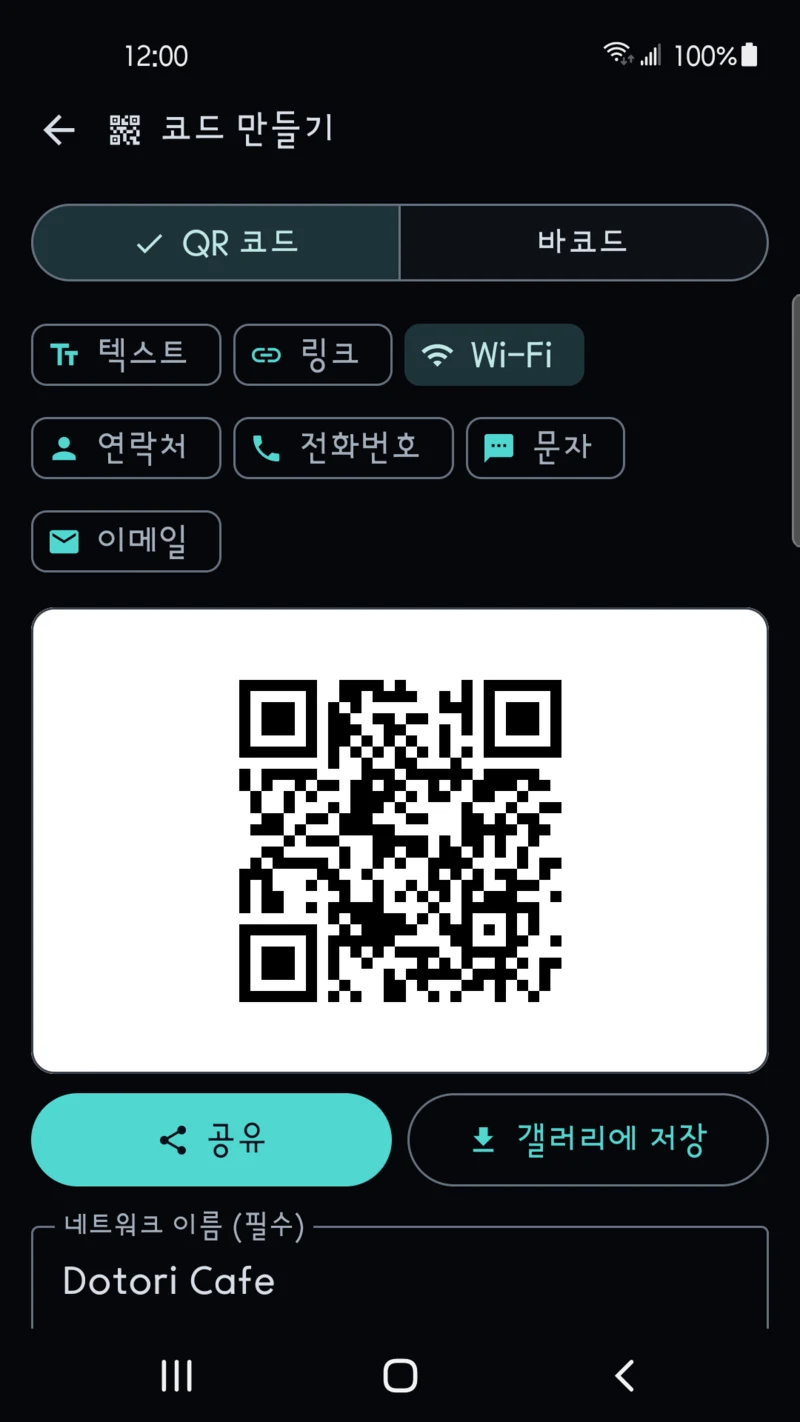 12:00
100%
코드 만들기
QR 코드
바코드
텍스트
링크
Wi-Fi
연락처
전화번호
문자
이메일
공유
갤러리에 저장
네트워크 이름 (필수)
Dotori Cafe